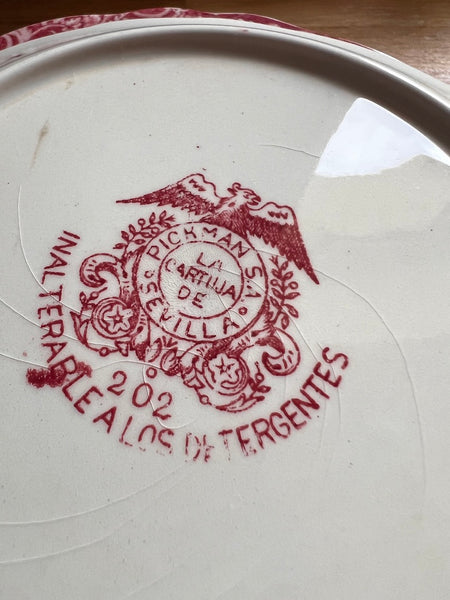 PICKMAN S.
LA
CARTUJA
DE
SEVILLA
202
INALTERABLE A LOS DETERGENTES